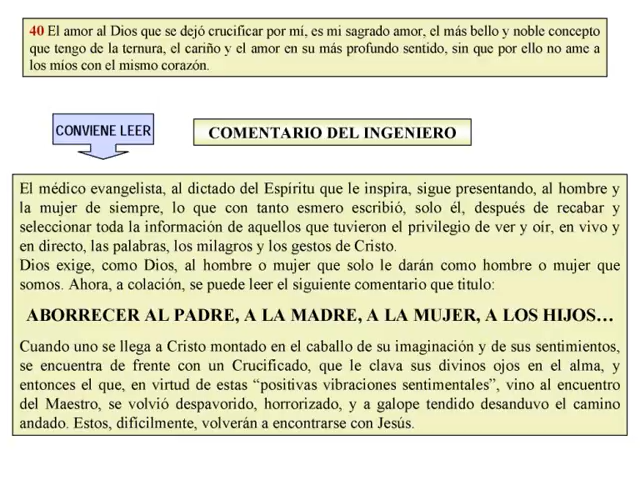 40 El amor al Dios que se dejó crucificar por mí, es mi sagrado amor, el más bello y noble concepto
que tengo de la ternura, el cariño y el amor en su más profundo sentido, sin que por ello no ame a
los míos con el mismo corazón.
CONVIENE LEER
COMENTARIO DEL INGENIERO
El médico evangelista, al dictado del Espíritu que le inspira, sigue presentando, al hombre y
la mujer de siempre, lo que con tanto esmero escribió, solo él, después de recabar y
seleccionar toda la información de aquellos que tuvieron el privilegio de ver y oír, en vivo y
en directo, las palabras, los milagros y los gestos de Cristo.
Dios exige, como Dios, al hombre o mujer que solo le darán como hombre o mujer que
somos. Ahora, a colación, se puede leer el siguiente comentario que titulo:
ABORRECER AL PADRE, A LA MADRE, A LA MUJER, A LOS HIJOS…
Cuando uno se llega a Cristo montado en el caballo de su imaginación y de sus sentimientos,
se encuentra de frente con un Crucificado, que le clava sus divinos ojos en el alma, y
entonces el que, en virtud de estas “positivas vibraciones sentimentales”, vino al encuentro
del Maestro, se volvió despavorido, horrorizado, y a galope tendido desanduvo el camino
andado. Estos, difícilmente, volverán a encontrarse con Jesús.